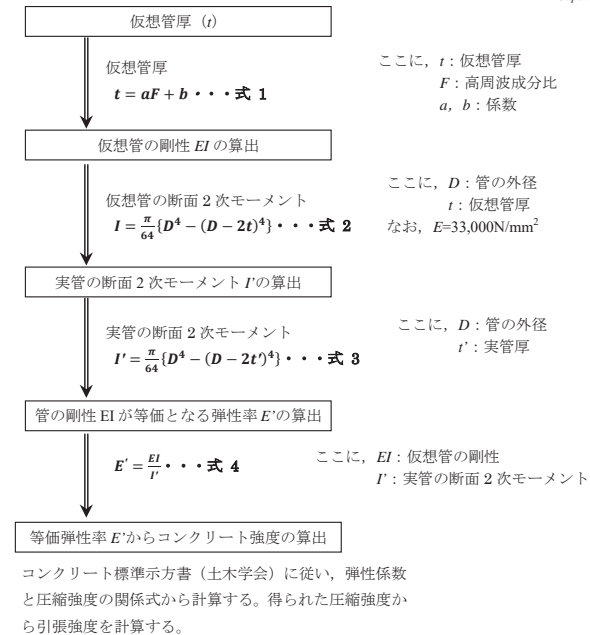 仮想管厚（t）
仮想管厚
t = aF + b・・・式 1
ここに，t：仮想管厚
F：高周波成分比
a，b：係数
仮想管の剛性 EI の算出
仮想管の断面 2 次モーメント
I = π/64{D⁴ − (D − 2t)⁴}・・・式 2
ここに，D：管の外径
t：仮想管厚
なお，E=33,000N/mm²
実管の断面 2 次モーメント I'の算出
実管の断面 2 次モーメント
I' = π/64{D⁴ − (D − 2t')⁴}・・・式 3
ここに，D：管の外径
t'：実管厚
管の剛性 EI が等価となる弾性率 E'の算出
E' = EI/I'・・・式 4
ここに，EI：仮想管の剛性
I'：実管の断面 2 次モーメント
等価弾性率 E'からコンクリート強度の算出
コンクリート標準示方書（土木学会）に従い，弾性係数
と圧縮強度の関係式から計算する。得られた圧縮強度か
ら引張強度を計算する。